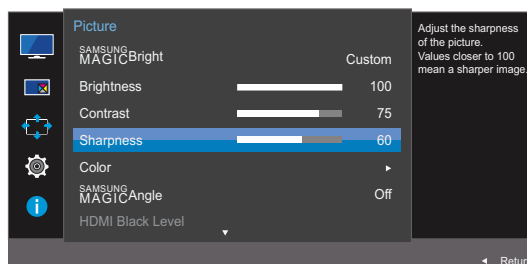 Picture
SAMSUNG
MAGICBright Custom
Brightness 100
Contrast 75
Sharpness 60
Color
SAMSUNG
MAGICAngle Off
HDMI Black Level
Adjust the sharpness
of the picture.
Values closer to 100
mean a sharper image.
Return